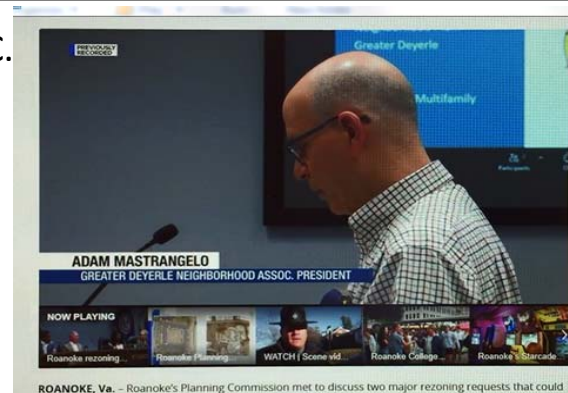 C.
PREVIOUSLY
RECORDED
Greater Deyerle
Multifamily
Participants
ADAM MASTRANGELO
GREATER DEYERLE NEIGHBORHOOD ASSOC. PRESIDENT
NOW PLAYING
Roanoke rezoning...
Roanoke Planning...
WATCH | Scene vid...
Roanoke College...
Roanoke's Starcade...
ROANOKE, Va. – Roanoke's Planning Commission met to discuss two major rezoning requests that could